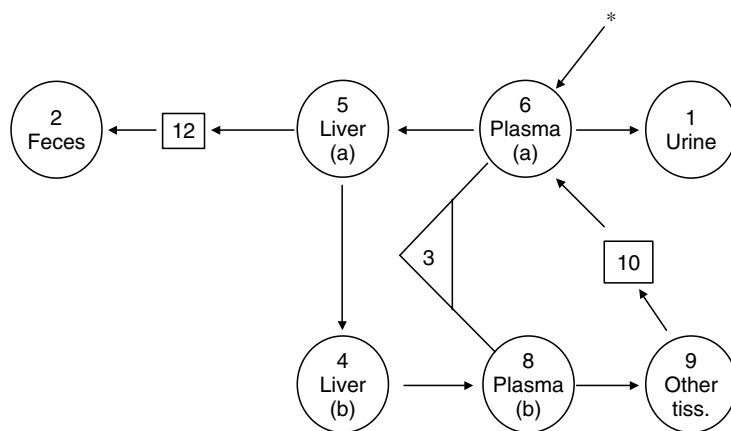 *
2
Feces
12
5
Liver
(a)
6
Plasma
(a)
1
Urine
3
10
4
Liver
(b)
8
Plasma
(b)
9
Other
tiss.